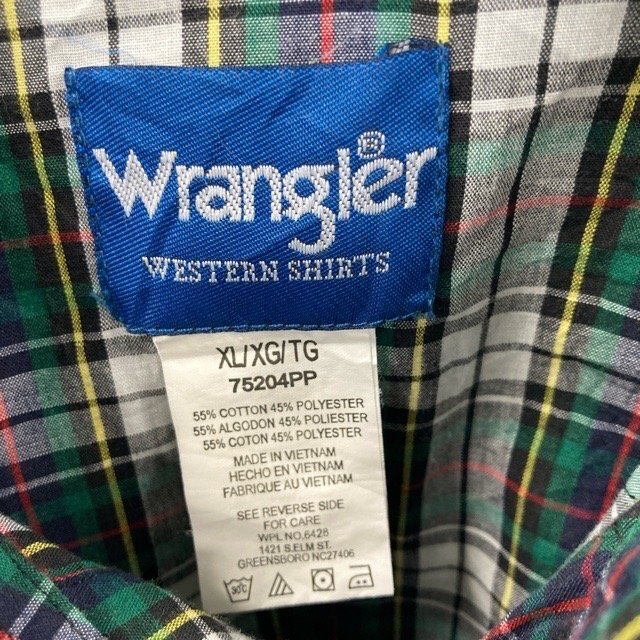 Wrangler®
WESTERN SHIRTS
XL/XG/TG
75204PP
55% COTTON 45% POLYESTER
55% ALGODON 45% POLIESTER
55% COTON 45% POLYESTER
MADE IN VIETNAM
HECHO EN VIETNAM
FABRIQUE AU VIETNAM
SEE REVERSE SIDE
FOR CARE
WPL NO.6428
1421 S.ELM ST.
GREENSBORO NC27406
30°C